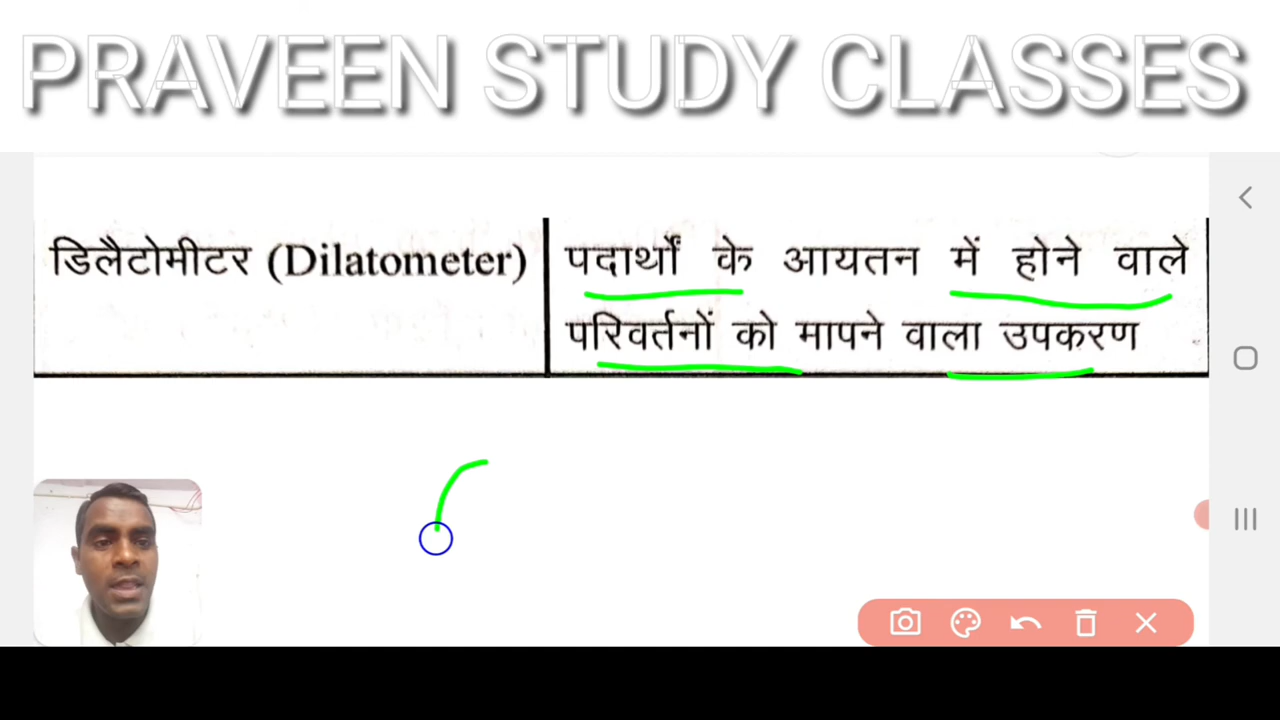 PRAVEEN STUDY CLASSES
डिलैटोमीटर (Dilatometer) पदार्थों के आयतन में होने वाले
परिवर्तनों को मापने वाला उपकरण